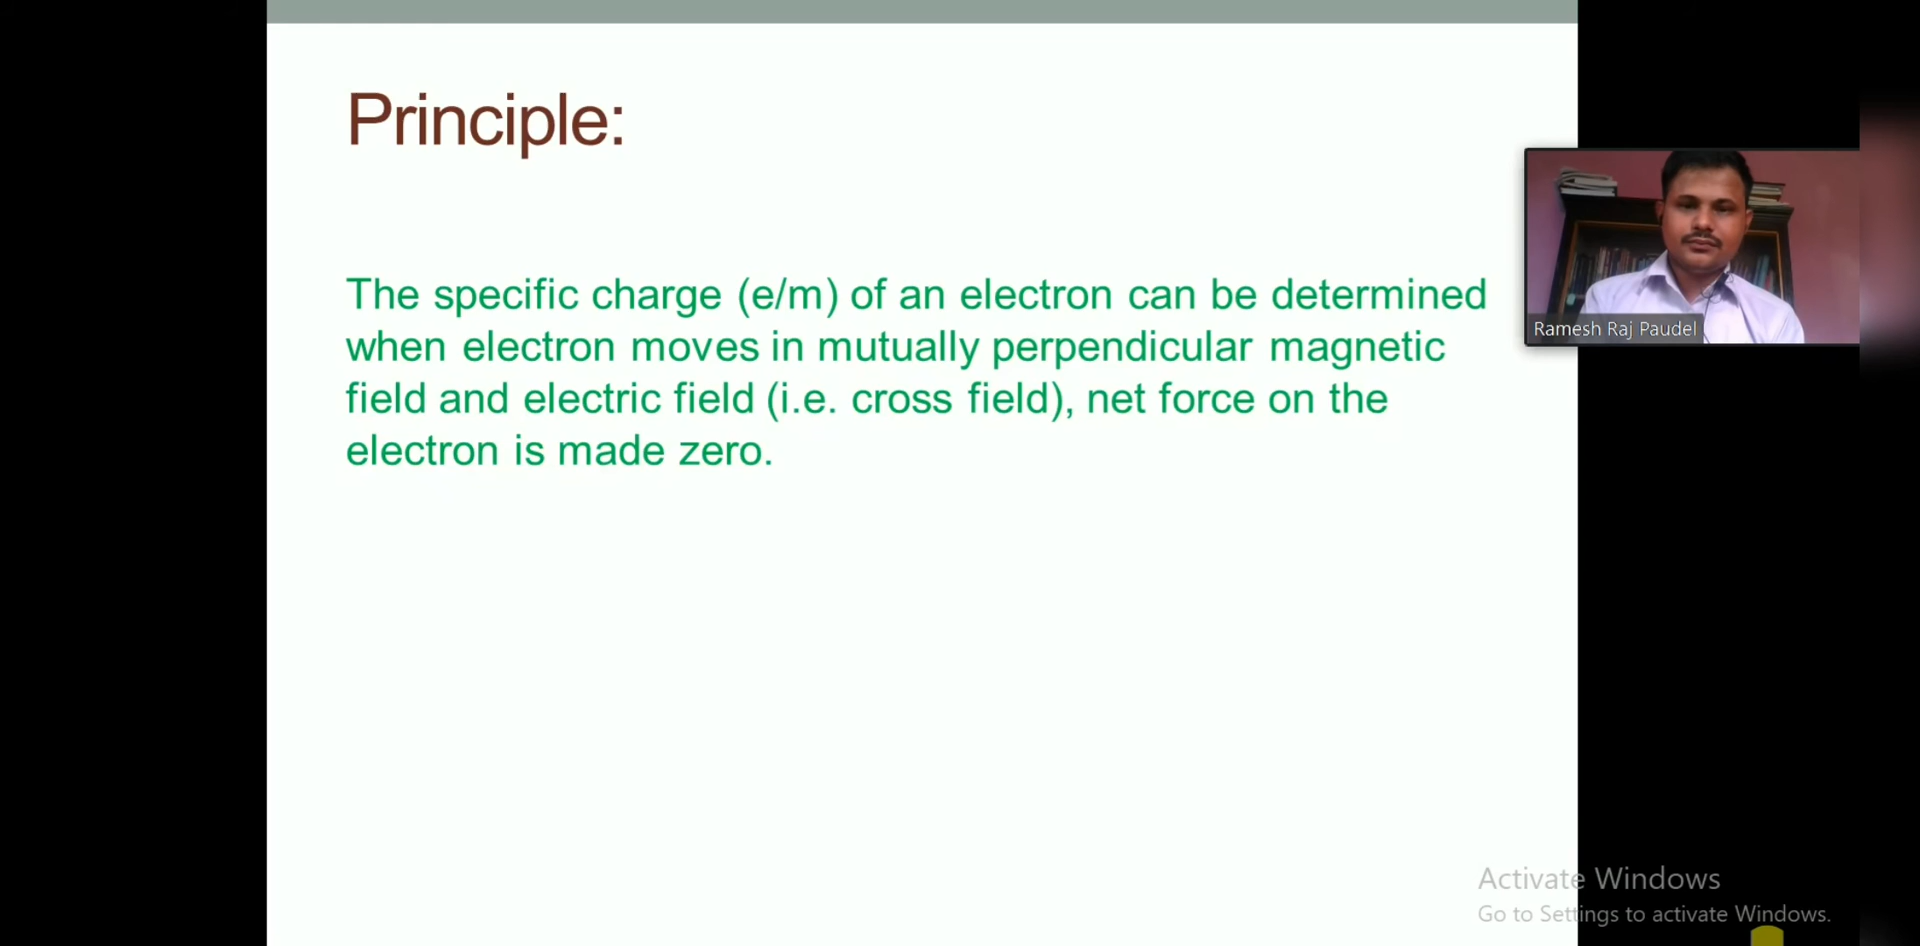 Principle:
The specific charge (e/m) of an electron can be determined
when electron moves in mutually perpendicular magnetic
field and electric field (i.e. cross field), net force on the
electron is made zero.
Ramesh Raj Paudel
Activate Windows
Go to Settings to activate Windows.